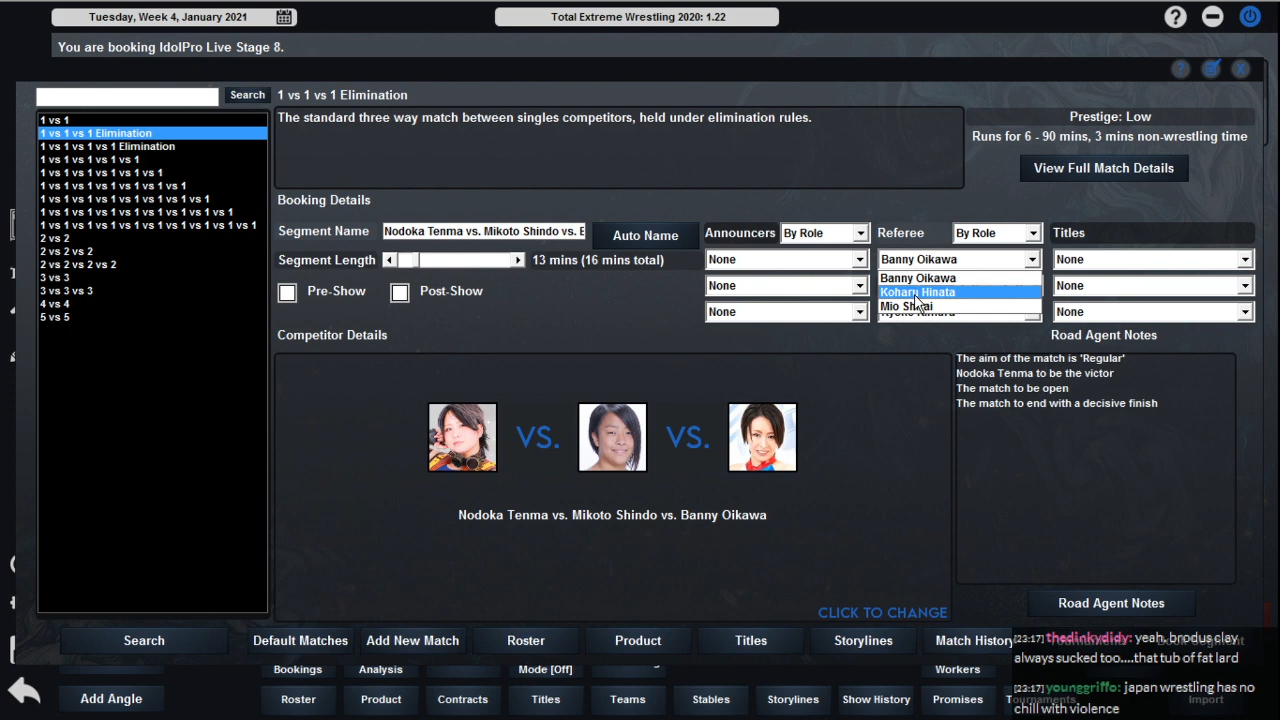 Tuesday, Week 4, January 2021
Total Extreme Wrestling 2020: 1.22
?
You are booking IdolPro Live Stage 8.
Search
1 vs 1 vs 1 Elimination
1 vs 1
1 vs 1 vs 1 Elimination
1 vs 1 vs 1 vs 1 Elimination
1 vs 1 vs 1 vs 1 vs 1
1 vs 1 vs 1 vs 1 vs 1 vs 1
1 vs 1 vs 1 vs 1 vs 1 vs 1 vs 1
1 vs 1 vs 1 vs 1 vs 1 vs 1 vs 1 vs 1
1 vs 1 vs 1 vs 1 vs 1 vs 1 vs 1 vs 1 vs 1
1 vs 1 vs 1 vs 1 vs 1 vs 1 vs 1 vs 1 vs 1 vs 1
2 vs 2
2 vs 2 vs 2
2 vs 2 vs 2 vs 2
3 vs 3
3 vs 3 vs 3
4 vs 4
5 vs 5
The standard three way match between singles competitors, held under elimination rules.
Prestige: Low
Runs for 6 - 90 mins, 3 mins non-wrestling time
View Full Match Details
Booking Details
Segment Name
Nodoka Tenma vs. Mikoto Shindo vs. E
Auto Name
Announcers
By Role
Referee
By Role
Titles
Segment Length
13 mins (16 mins total)
None
Banny Oikawa
None
Pre-Show
Post-Show
None
Banny Oikawa
Koharu Hinata
None
None
Mio Shirai
None
Competitor Details
Road Agent Notes
The aim of the match is 'Regular'
Nodoka Tenma to be the victor
The match to be open
The match to end with a decisive finish
VS.
VS.
Nodoka Tenma vs. Mikoto Shindo vs. Banny Oikawa
CLICK TO CHANGE
Road Agent Notes
Search
Default Matches
Add New Match
Roster
Product
Titles
Storylines
Match History
[23:17] thedinkydidy: yeah, brodus clay
always sucked too....that tub of fat lard
[23:17] younggriffo: japan wrestling has no
chill with violence
Bookings
Analysis
Mode [Off]
Workers
Add Angle
Roster
Product
Contracts
Titles
Teams
Stables
Storylines
Show History
Promises
Tournaments
Import